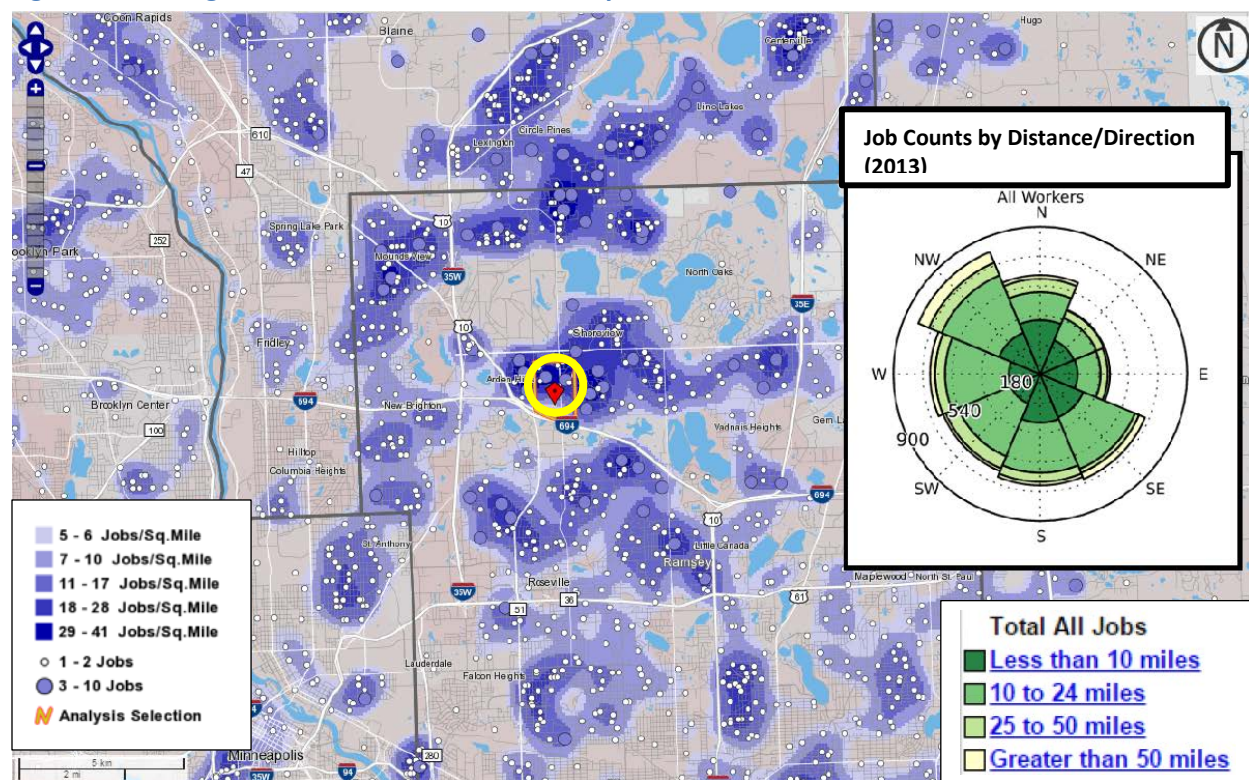 Coon Rapids
Blaine
Hugo
Centerville
N
610
Lino Lakes
Circle Pines
Lexington
47
Job Counts by Distance/Direction
(2013)
All Workers
N
NW
NE
W
E
180
540
900
SW
SE
S
10
252
Spring Lake Park
Mounds View
35W
North Oaks
35E
10
Shoreview
Fridley
Arden
694
New Brighton
694
Brooklyn Center
100
Vadnais Heights
Gem
Hilltop
Columbia Heights
694
10
5 - 6 Jobs/Sq.Mile
7 - 10 Jobs/Sq.Mile
11 - 17 Jobs/Sq.Mile
18 - 28 Jobs/Sq.Mile
29 - 41 Jobs/Sq.Mile
1 - 2 Jobs
3 - 10 Jobs
Analysis Selection
St. Anthony
Little Canada
Ramsey
Roseville
Maplewood
North St. Paul
35W
36
51
61
Lauderdale
Falcon Heights
Total All Jobs
Less than 10 miles
10 to 24 miles
25 to 50 miles
Greater than 50 miles
Minneapolis
280
94
35W
5 km
2 mi